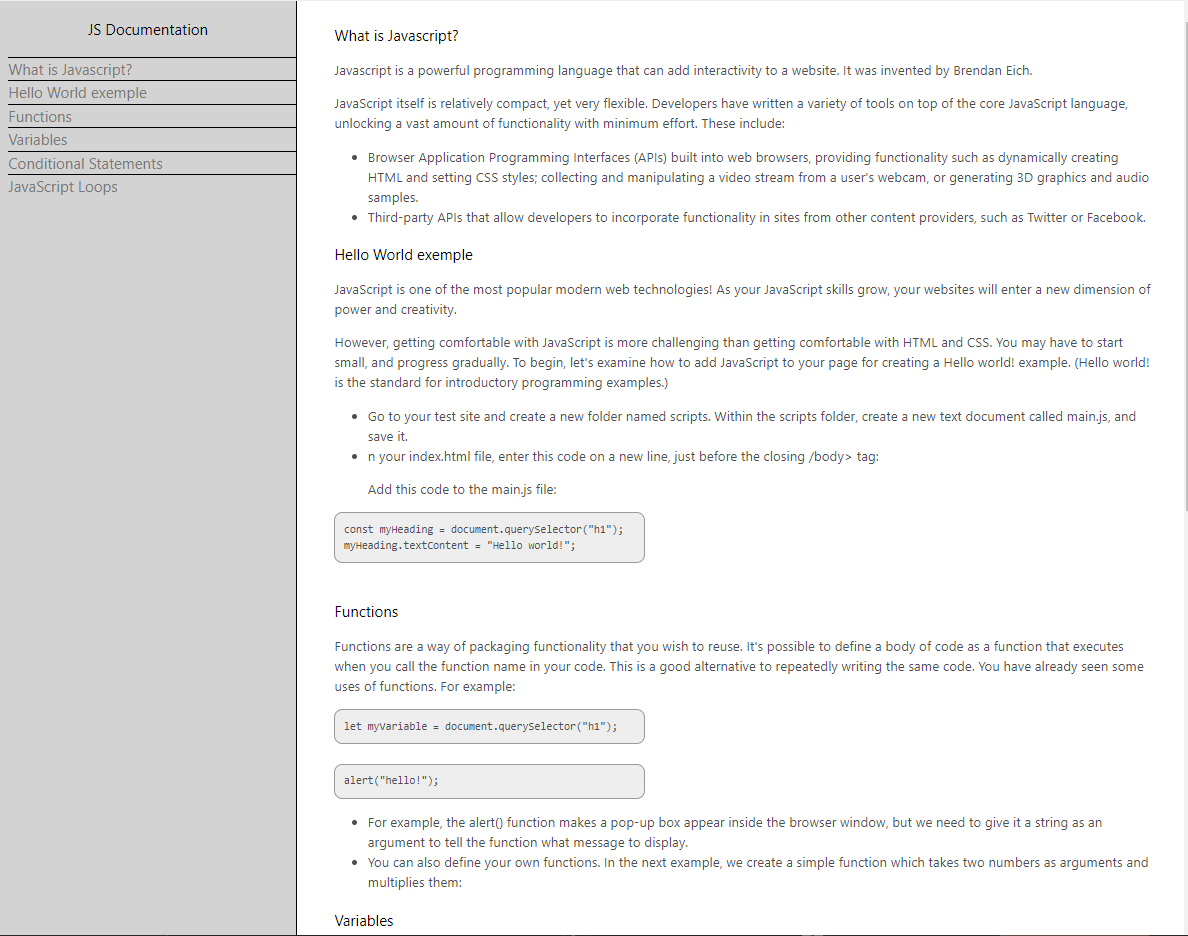 JS Documentation
What is Javascript?
Hello World exemple
Functions
Variables
Conditional Statements
JavaScript Loops
What is Javascript?
Javascript is a powerful programming language that can add interactivity to a website. It was invented by Brendan Eich.
JavaScript itself is relatively compact, yet very flexible. Developers have written a variety of tools on top of the core JavaScript language,
unlocking a vast amount of functionality with minimum effort. These include:
• Browser Application Programming Interfaces (APIs) built into web browsers, providing functionality such as dynamically creating
HTML and setting CSS styles; collecting and manipulating a video stream from a user's webcam, or generating 3D graphics and audio
samples.
• Third-party APIs that allow developers to incorporate functionality in sites from other content providers, such as Twitter or Facebook.
Hello World exemple
JavaScript is one of the most popular modern web technologies! As your JavaScript skills grow, your websites will enter a new dimension of
power and creativity.
However, getting comfortable with JavaScript is more challenging than getting comfortable with HTML and CSS. You may have to start
small, and progress gradually. To begin, let's examine how to add JavaScript to your page for creating a Hello world! example. (Hello world!
is the standard for introductory programming examples.)
• Go to your test site and create a new folder named scripts. Within the scripts folder, create a new text document called main.js, and
save it.
• n your index.html file, enter this code on a new line, just before the closing /body> tag:
Add this code to the main.js file:
const myHeading = document.querySelector("h1");
myHeading.textContent = "Hello world!";
Functions
Functions are a way of packaging functionality that you wish to reuse. It's possible to define a body of code as a function that executes
when you call the function name in your code. This is a good alternative to repeatedly writing the same code. You have already seen some
uses of functions. For example:
let myVariable = document.querySelector("h1");
alert("hello!");
• For example, the alert() function makes a pop-up box appear inside the browser window, but we need to give it a string as an
argument to tell the function what message to display.
• You can also define your own functions. In the next example, we create a simple function which takes two numbers as arguments and
multiplies them:
Variables